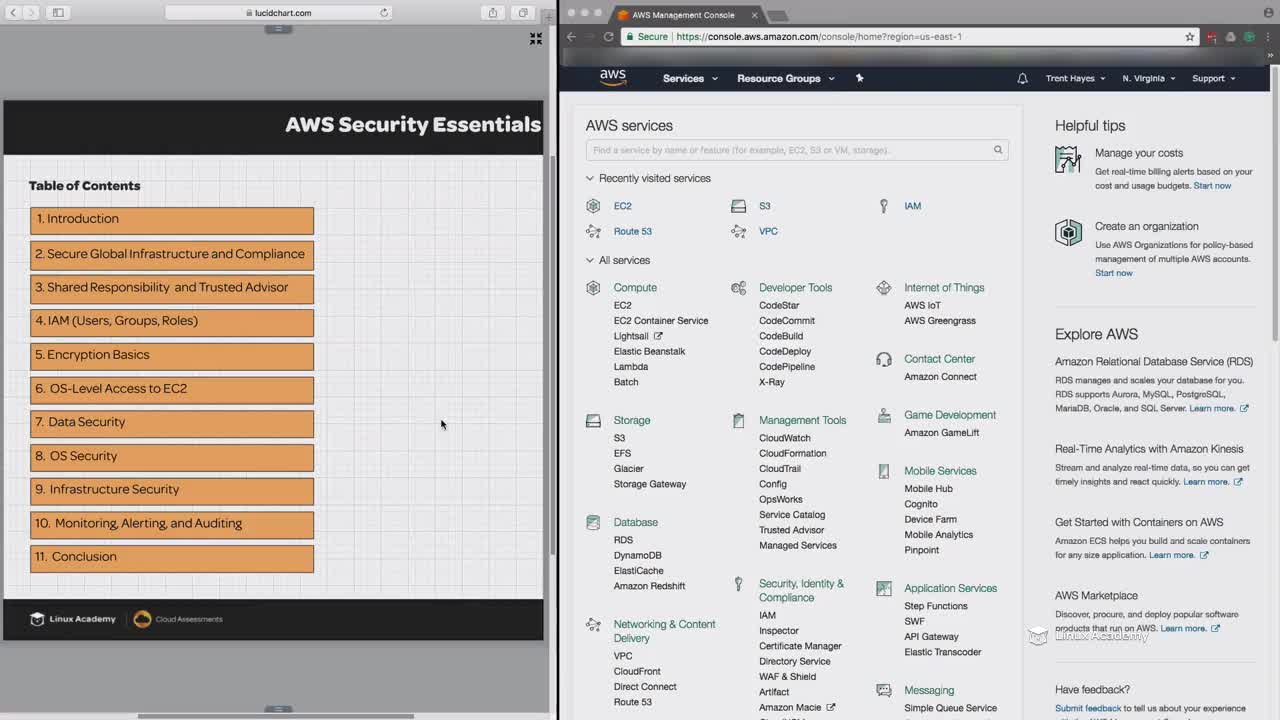 lucidchart.com
AWS Security Essentials
Table of Contents
1. Introduction
2. Secure Global Infrastructure and Compliance
3. Shared Responsibility and Trusted Advisor
4. IAM (Users, Groups, Roles)
5. Encryption Basics
6. OS-Level Access to EC2
7. Data Security
8. OS Security
9. Infrastructure Security
10. Monitoring, Alerting, and Auditing
11. Conclusion
Linux Academy
Cloud Assessments
AWS Management Console
Secure
https://console.aws.amazon.com/console/home?region=us-east-1
aws
Services
Resource Groups
Trent Hayes
N. Virginia
Support
AWS services
Find a service by name or feature (for example, EC2, S3 or VM, storage).
Recently visited services
EC2
S3
IAM
Route 53
VPC
All services
Compute
EC2
EC2 Container Service
Lightsail
Elastic Beanstalk
Lambda
Batch
Storage
S3
EFS
Glacier
Storage Gateway
Database
RDS
DynamoDB
ElastiCache
Amazon Redshift
Networking & Content
Delivery
VPC
CloudFront
Direct Connect
Route 53
Developer Tools
CodeStar
CodeCommit
CodeBuild
CodeDeploy
CodePipeline
X-Ray
Management Tools
CloudWatch
CloudFormation
CloudTrail
Config
OpsWorks
Service Catalog
Trusted Advisor
Managed Services
Security, Identity &
Compliance
IAM
Inspector
Certificate Manager
Directory Service
WAF & Shield
Artifact
Amazon Macie
Internet of Things
AWS IoT
AWS Greengrass
Contact Center
Amazon Connect
Game Development
Amazon GameLift
Mobile Services
Mobile Hub
Cognito
Device Farm
Mobile Analytics
Pinpoint
Application Services
Step Functions
SWF
API Gateway
Elastic Transcoder
Messaging
Simple Queue Service
Helpful tips
Manage your costs
Get real-time billing alerts based on your
cost and usage budgets. Start now
Create an organization
Use AWS Organizations for policy-based
management of multiple AWS accounts.
Start now
Explore AWS
Amazon Relational Database Service (RDS)
RDS manages and scales your database for you.
RDS supports Aurora, MySQL, PostgreSQL,
MariaDB, Oracle, and SQL Server. Learn more.
Real-Time Analytics with Amazon Kinesis
Stream and analyze real-time data, so you can get
timely insights and react quickly. Learn more.
Get Started with Containers on AWS
Amazon ECS helps you build and scale containers
for any size application. Learn more.
AWS Marketplace
Discover, procure, and deploy popular software
products that run on AWS. Learn more.
Linux Academy
Have feedback?
Submit feedback to tell us about your experience